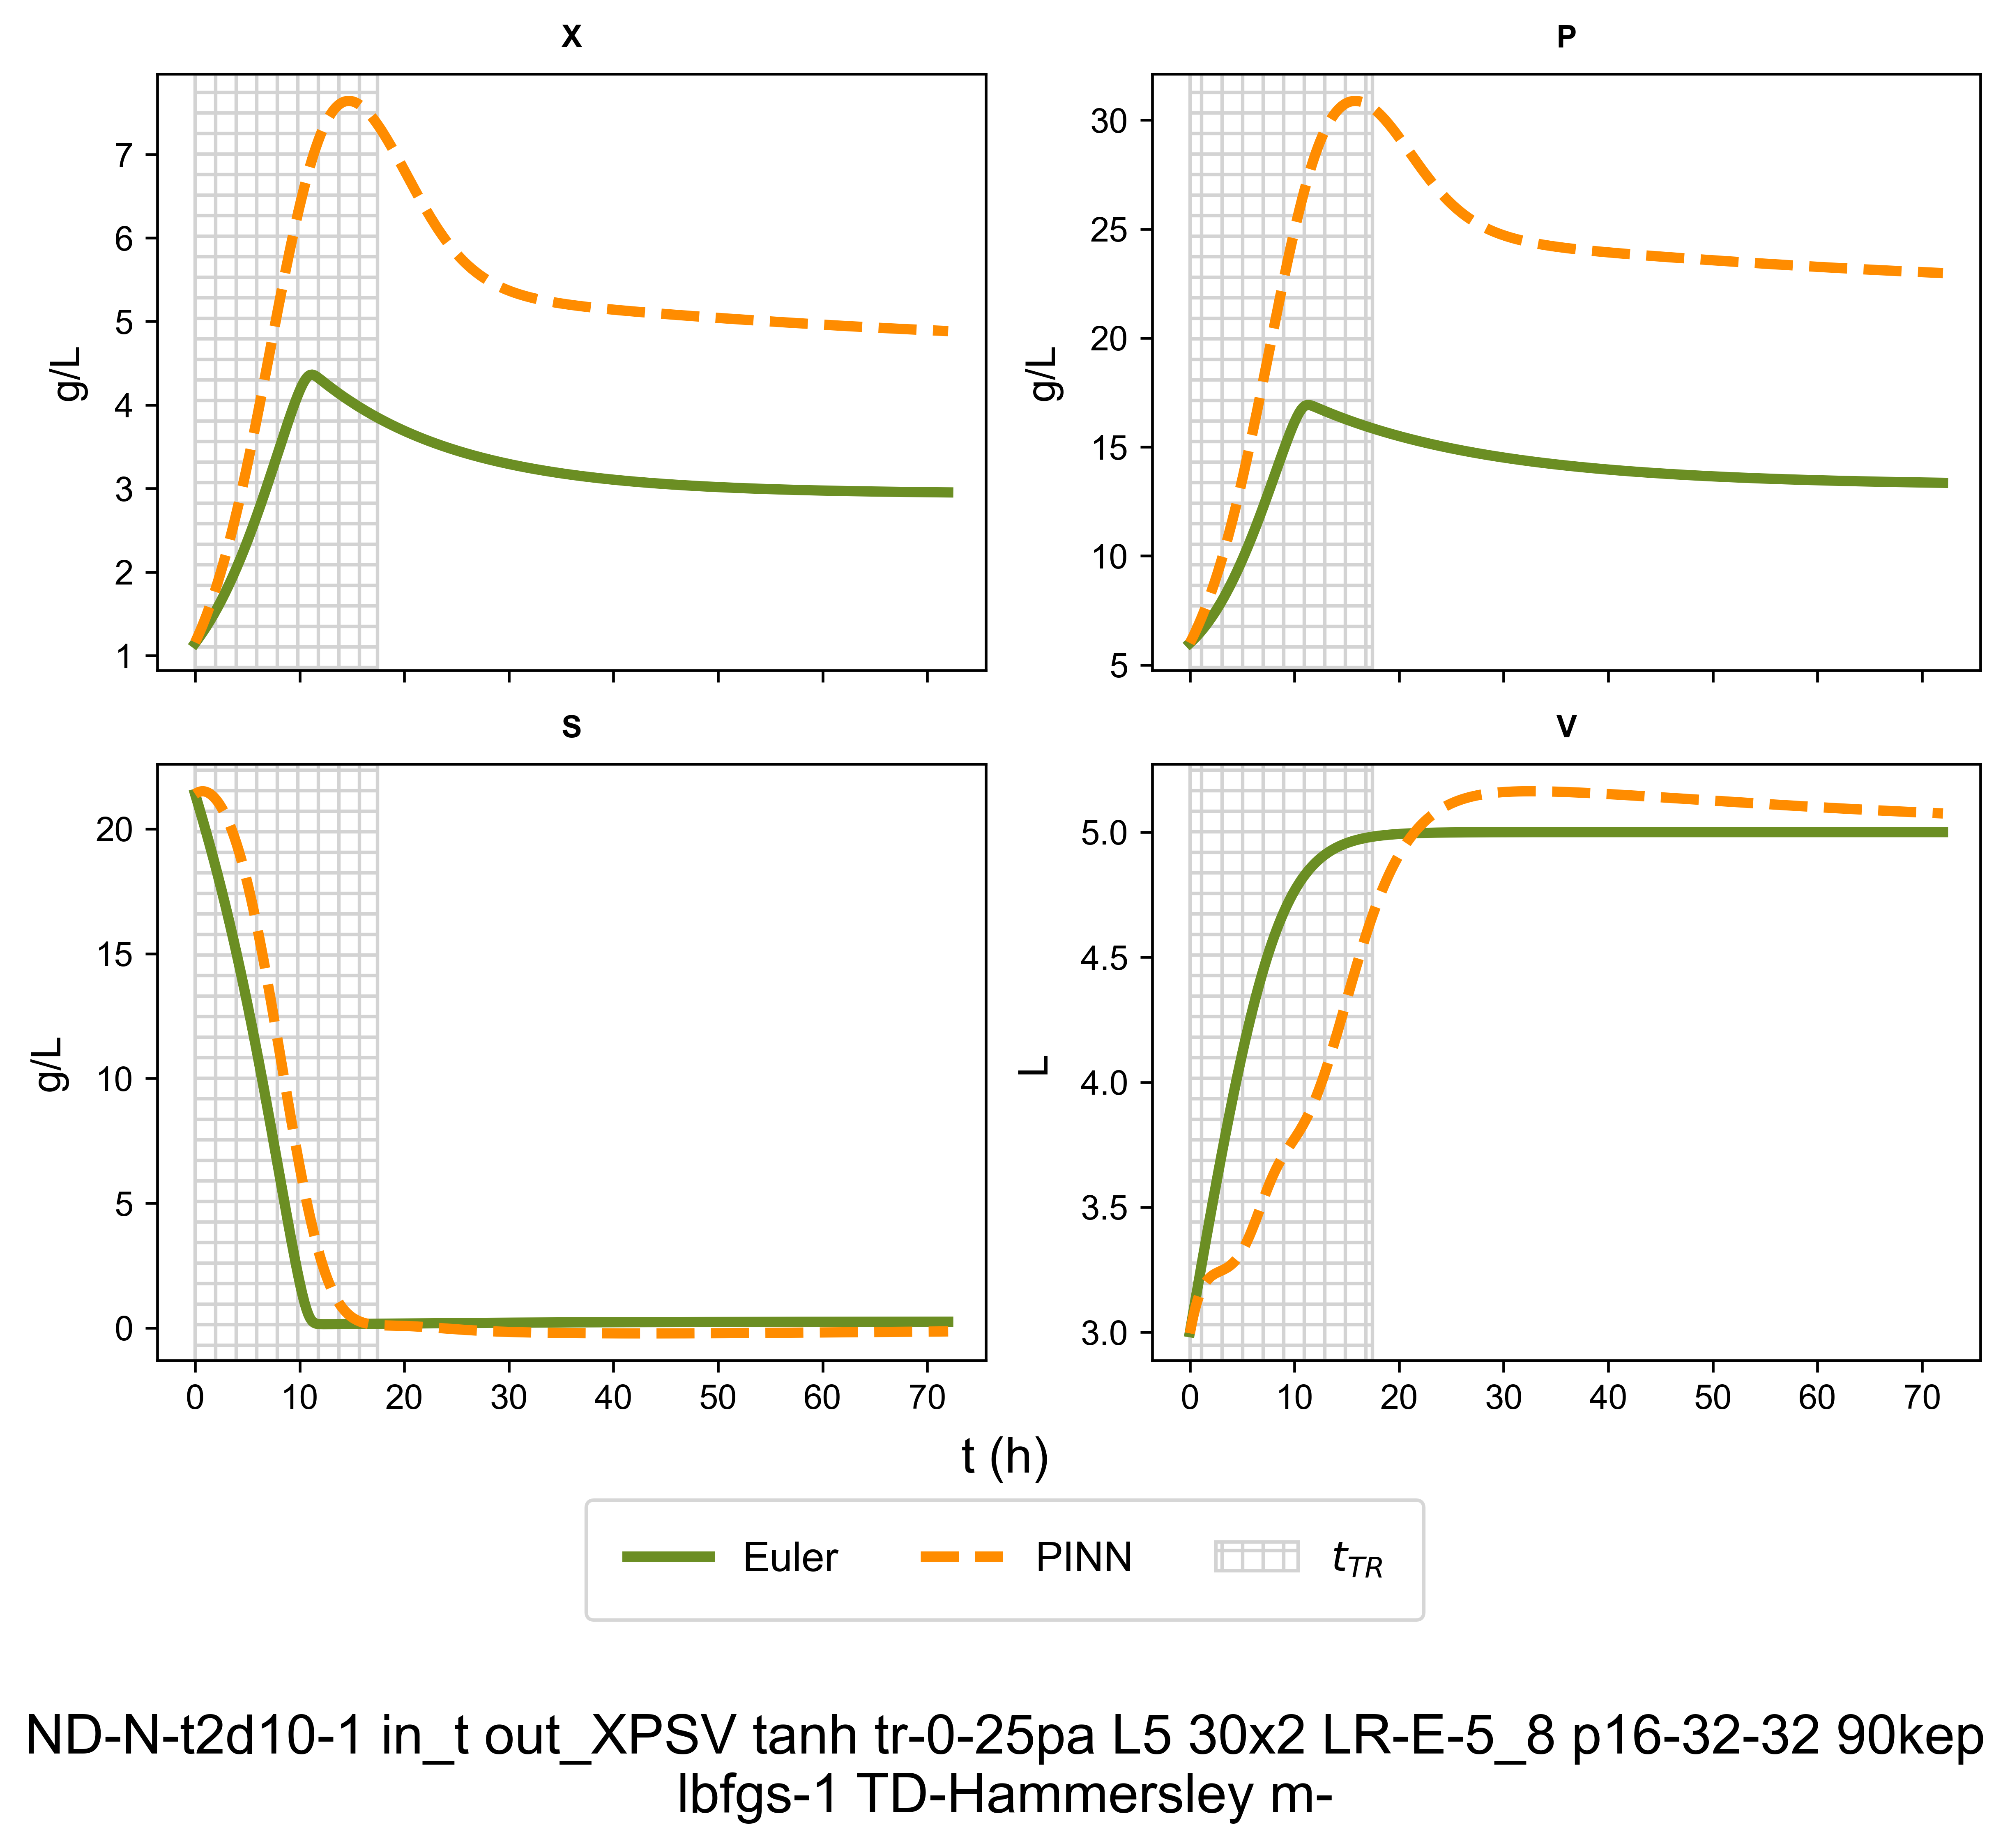 X
P
7
6
5
4
3
2
1
g/L
30
25
20
15
10
5
g/L
S
V
20
15
10
5
0
g/L
5.0
4.5
4.0
3.5
3.0
L
0 10 20 30 40 50 60 70
0 10 20 30 40 50 60 70
t (h)
Euler PINN t_TR
ND-N-t2d10-1 in_t out_XPSV tanh tr-0-25pa L5 30x2 LR-E-5_8 p16-32-32 90kep
lbfgs-1 TD-Hammersley m-